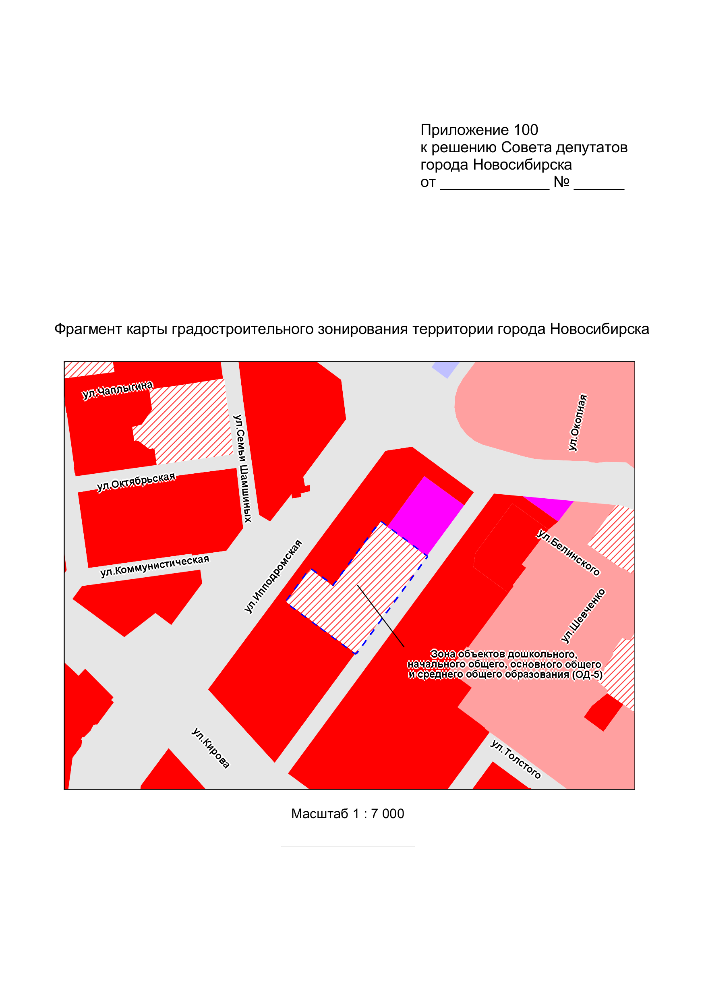 Приложение 100
к решению Совета депутатов
города Новосибирска
от _____________ № ______
Фрагмент карты градостроительного зонирования территории города Новосибирска
ул.Чаплыгина
ул.Окопная
ул.Семьи Шамшиных
ул.Октябрьская
ул.Белинского
ул.Коммунистическая
ул.Ипподромская
ул.Шевченко
Зона объектов дошкольного,
начального общего, основного общего
и среднего общего образования (ОД-5)
ул.Кирова
ул.Толстого
Масштаб 1 : 7 000